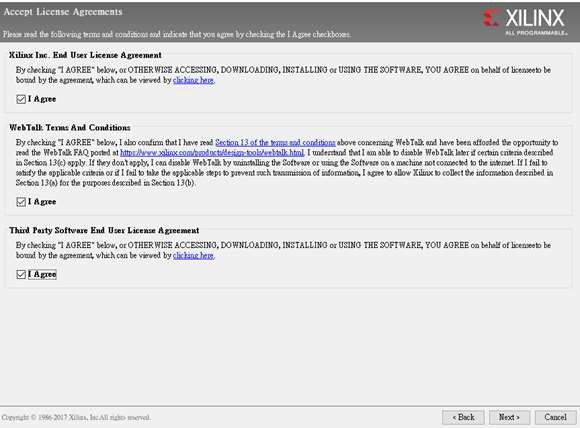 Accept License Agreements
XILINX
ALL PROGRAMMABLE.
Please read the following terms and conditions and indicate that you agree by checking the I Agree checkboxes.
Xilinx Inc. End User License Agreement
By checking "I AGREE" below, or OTHERWISE ACCESSING, DOWNLOADING, INSTALLING or USING THE SOFTWARE, YOU AGREE on behalf of licensee to
be bound by the agreement, which can be viewed by clicking here.
I Agree
WebTalk Terms And Conditions
By checking "I AGREE" below, I also confirm that I have read Section 13 of the terms and conditions above concerning WebTalk and have been afforded the opportunity to
read the WebTalk FAQ posted at https://www.xilinx.com/products/design-tools/webtalk.html. I understand that I am able to disable WebTalk later if certain criteria described
in Section 13(c) apply. If they don't apply, I can disable WebTalk by uninstalling the Software or using the Software on a machine not connected to the internet. If I fail to
satisfy the applicable criteria or if I fail to take the applicable steps to prevent such transmission of information, I agree to allow Xilinx to collect the information described in
Section 13(a) for the purposes described in Section 13(b).
I Agree
Third Party Software End User License Agreement
By checking "I AGREE" below, or OTHERWISE ACCESSING, DOWNLOADING, INSTALLING or USING THE SOFTWARE, YOU AGREE on behalf of licensee to
be bound by the agreement, which can be viewed by clicking here.
I Agree
Copyright © 1986-2017 Xilinx, Inc. All rights reserved.
< Back
Next >
Cancel